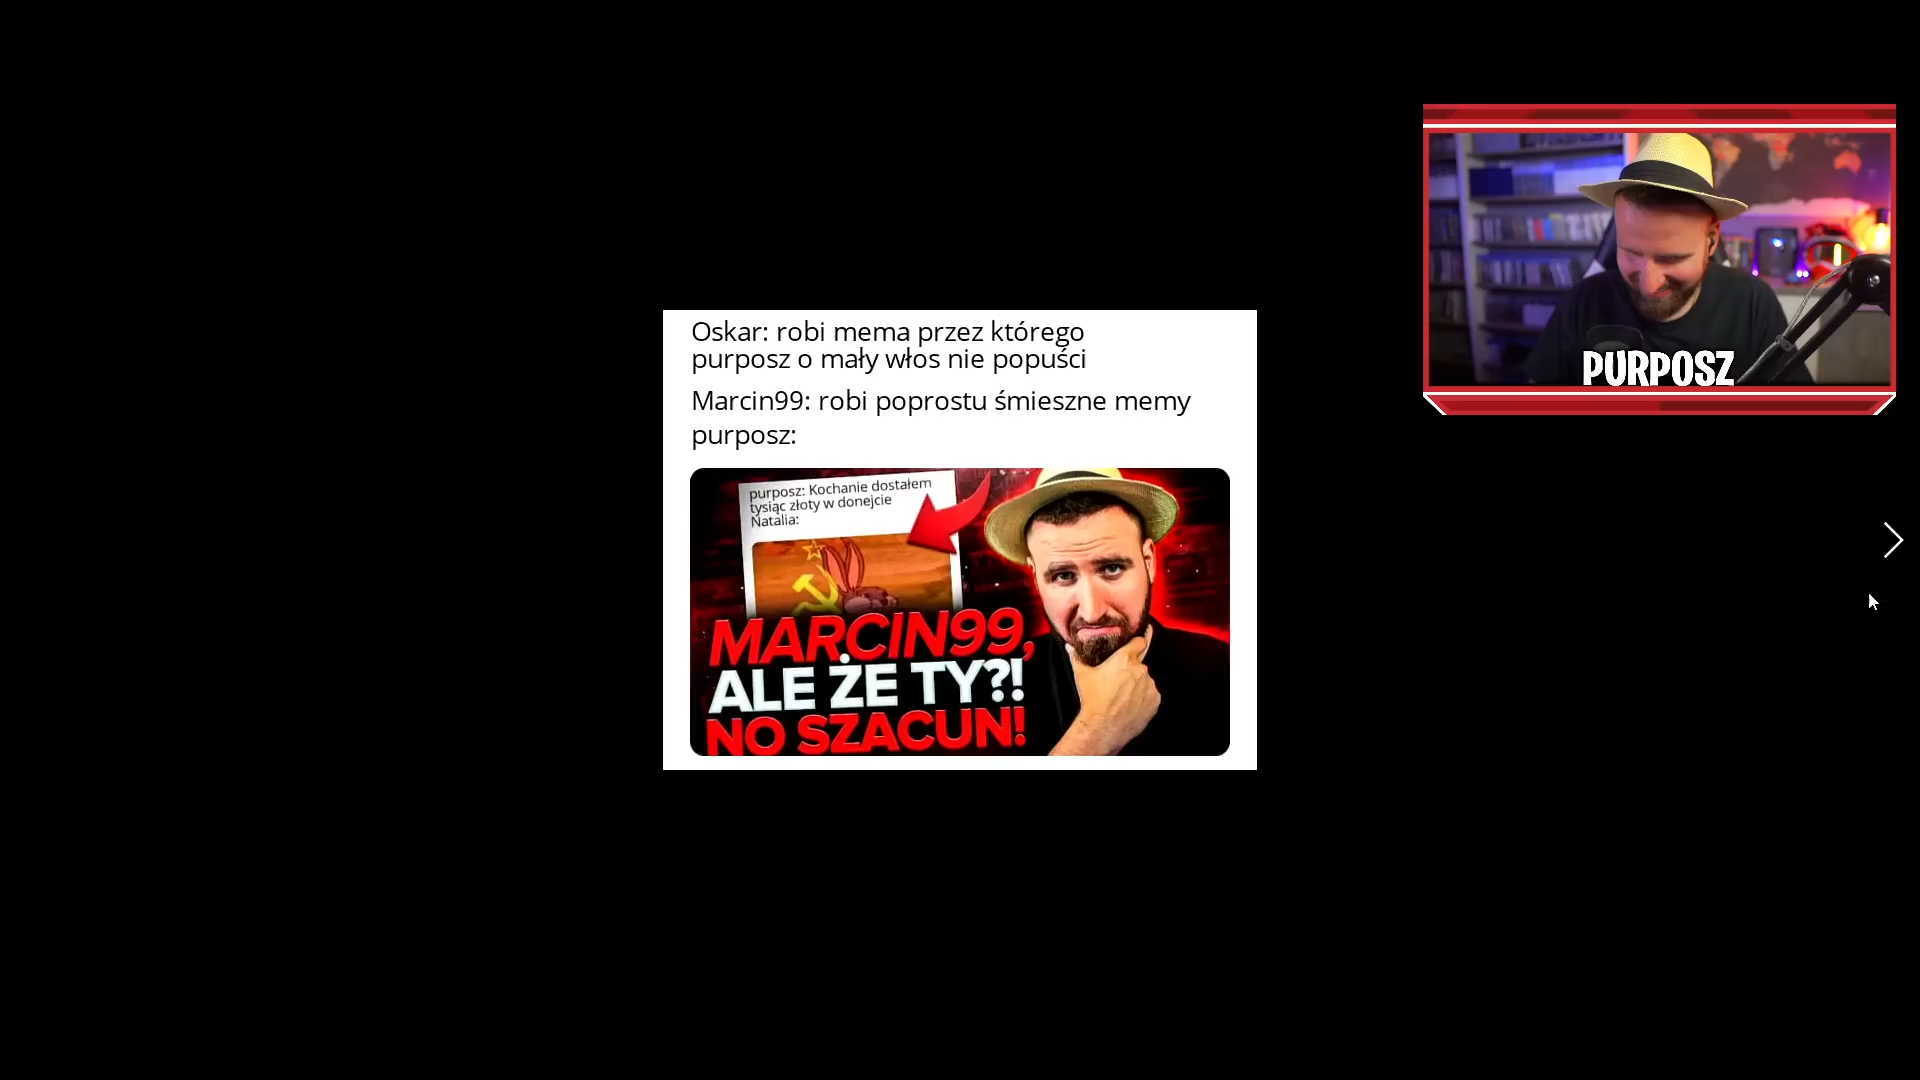 Oskar: robi mema przez którego
purposz o mały włos nie popuści
Marcin99: robi poprostu śmieszne memy
purposz:
purposz: Kochanie dostałem
tysiąc złoty w donejcie
Natalia:
MARCIN99,
ALE ŻE TY?!
NO SZACUN!
PURPOSZ